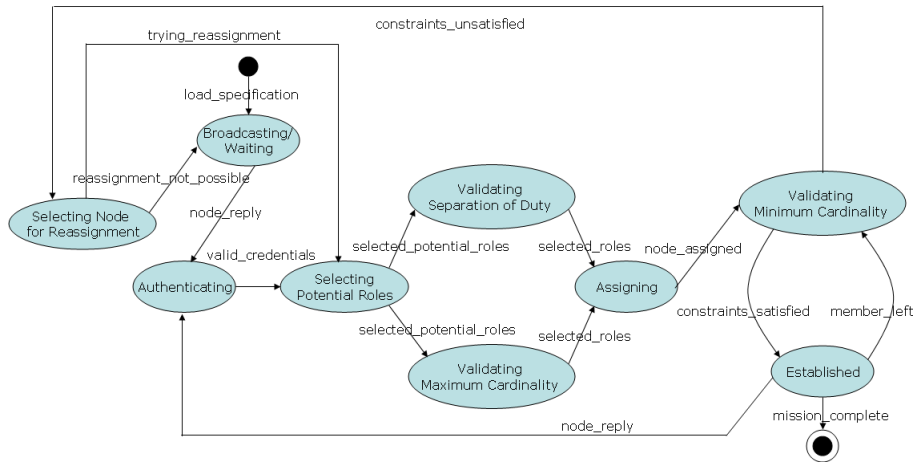 constraints_unsatisfied
trying_reassignment
load_specification
Broadcasting/
Waiting
reassignment_not_possible
Selecting Node
for Reassignment
node_reply
valid_credentials
Authenticating
Selecting
Potential Roles
Validating
Separation of Duty
selected_potential_roles
selected_roles
selected_potential_roles
selected_roles
Validating
Maximum Cardinality
Assigning
node_assigned
Validating
Minimum Cardinality
constraints_satisfied
member_left
Established
mission_complete
node_reply